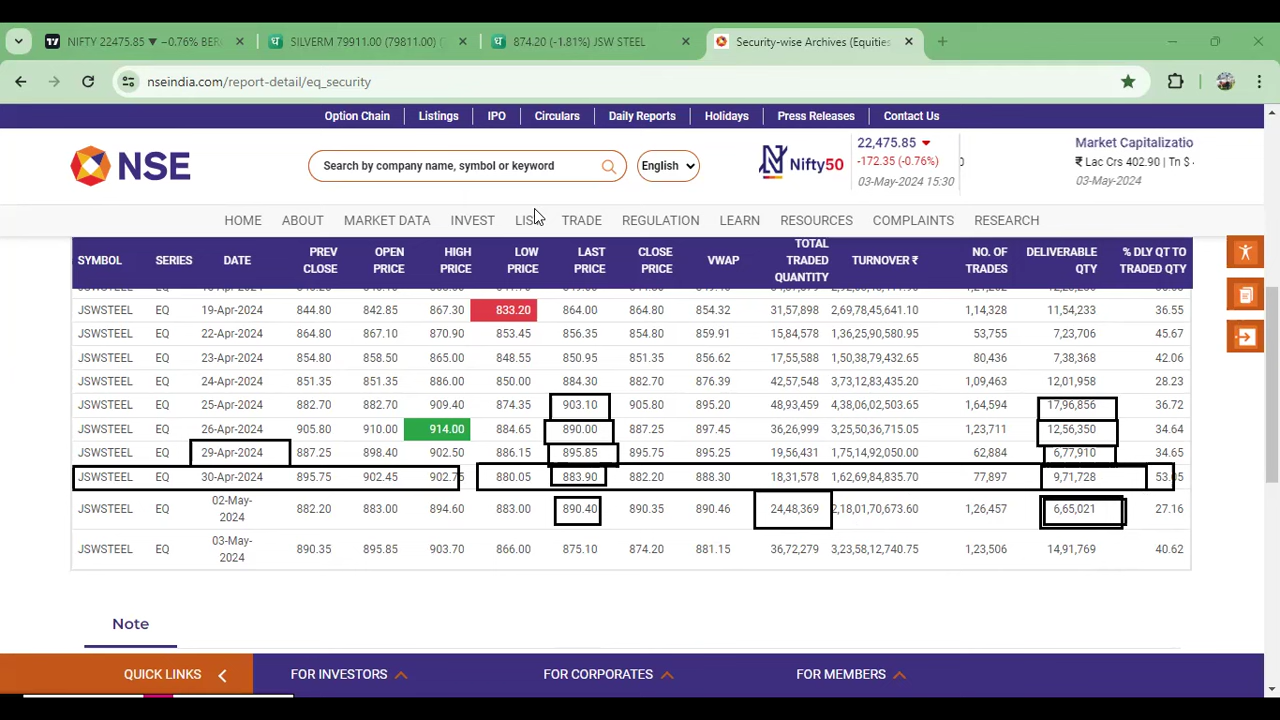 NIFTY 22475.85 ▼ −0.76% BER
SILVERM 79911.00 (79811.00) (
874.20 (-1.81%) JSW STEEL
Security-wise Archives (Equities
nseindia.com/report-detail/eq_security
Option Chain Listings IPO Circulars Daily Reports Holidays Press Releases Contact Us
NSE
Search by company name, symbol or keyword
English
Nifty50
22,475.85
-172.35 (-0.76%)
03-May-2024 15:30
Market Capitalizatio
₹ Lac Crs 402.90 | Tn $
03-May-2024
HOME ABOUT MARKET DATA INVEST LIS TRADE REGULATION LEARN RESOURCES COMPLAINTS RESEARCH
SYMBOL SERIES DATE PREV CLOSE OPEN PRICE HIGH PRICE LOW PRICE LAST PRICE CLOSE PRICE VWAP TOTAL TRADED QUANTITY TURNOVER ₹ NO. OF TRADES DELIVERABLE QTY % DLY QT TO TRADED QTY
JSWSTEEL EQ 19-Apr-2024 844.80 842.85 867.30 833.20 864.00 864.80 854.32 31,57,898 2,69,78,45,641.10 1,14,328 11,54,233 36.55
JSWSTEEL EQ 22-Apr-2024 864.80 867.10 870.90 853.45 856.35 854.80 859.91 15,84,578 1,36,25,90,580.95 53,755 7,23,706 45.67
JSWSTEEL EQ 23-Apr-2024 854.80 858.50 865.00 848.55 850.95 851.35 856.62 17,55,588 1,50,38,79,432.65 80,436 7,38,368 42.06
JSWSTEEL EQ 24-Apr-2024 851.35 851.35 886.00 850.00 884.30 882.70 876.39 42,57,548 3,73,12,83,435.20 1,09,463 12,01,958 28.23
JSWSTEEL EQ 25-Apr-2024 882.70 882.70 909.40 874.35 903.10 905.80 895.20 48,93,459 4,38,06,02,503.65 1,64,594 17,96,856 36.72
JSWSTEEL EQ 26-Apr-2024 905.80 910.00 914.00 884.65 890.00 887.25 897.45 36,26,999 3,25,50,36,715.05 1,23,711 12,56,350 34.64
JSWSTEEL EQ 29-Apr-2024 887.25 898.40 902.50 886.15 895.85 895.75 895.25 19,56,431 1,75,14,92,050.00 62,884 6,77,910 34.65
JSWSTEEL EQ 30-Apr-2024 895.75 902.45 902.75 880.05 883.90 882.20 888.30 18,31,578 1,62,69,84,835.70 77,897 9,71,728 53.05
JSWSTEEL EQ 02-May-2024 882.20 883.00 894.60 883.00 890.40 890.35 890.46 24,48,369 2,18,01,70,673.60 1,26,457 6,65,021 27.16
JSWSTEEL EQ 03-May-2024 890.35 895.85 903.70 866.00 875.10 874.20 881.15 36,72,279 3,23,58,12,740.75 1,23,506 14,91,769 40.62
Note
QUICK LINKS FOR INVESTORS FOR CORPORATES FOR MEMBERS